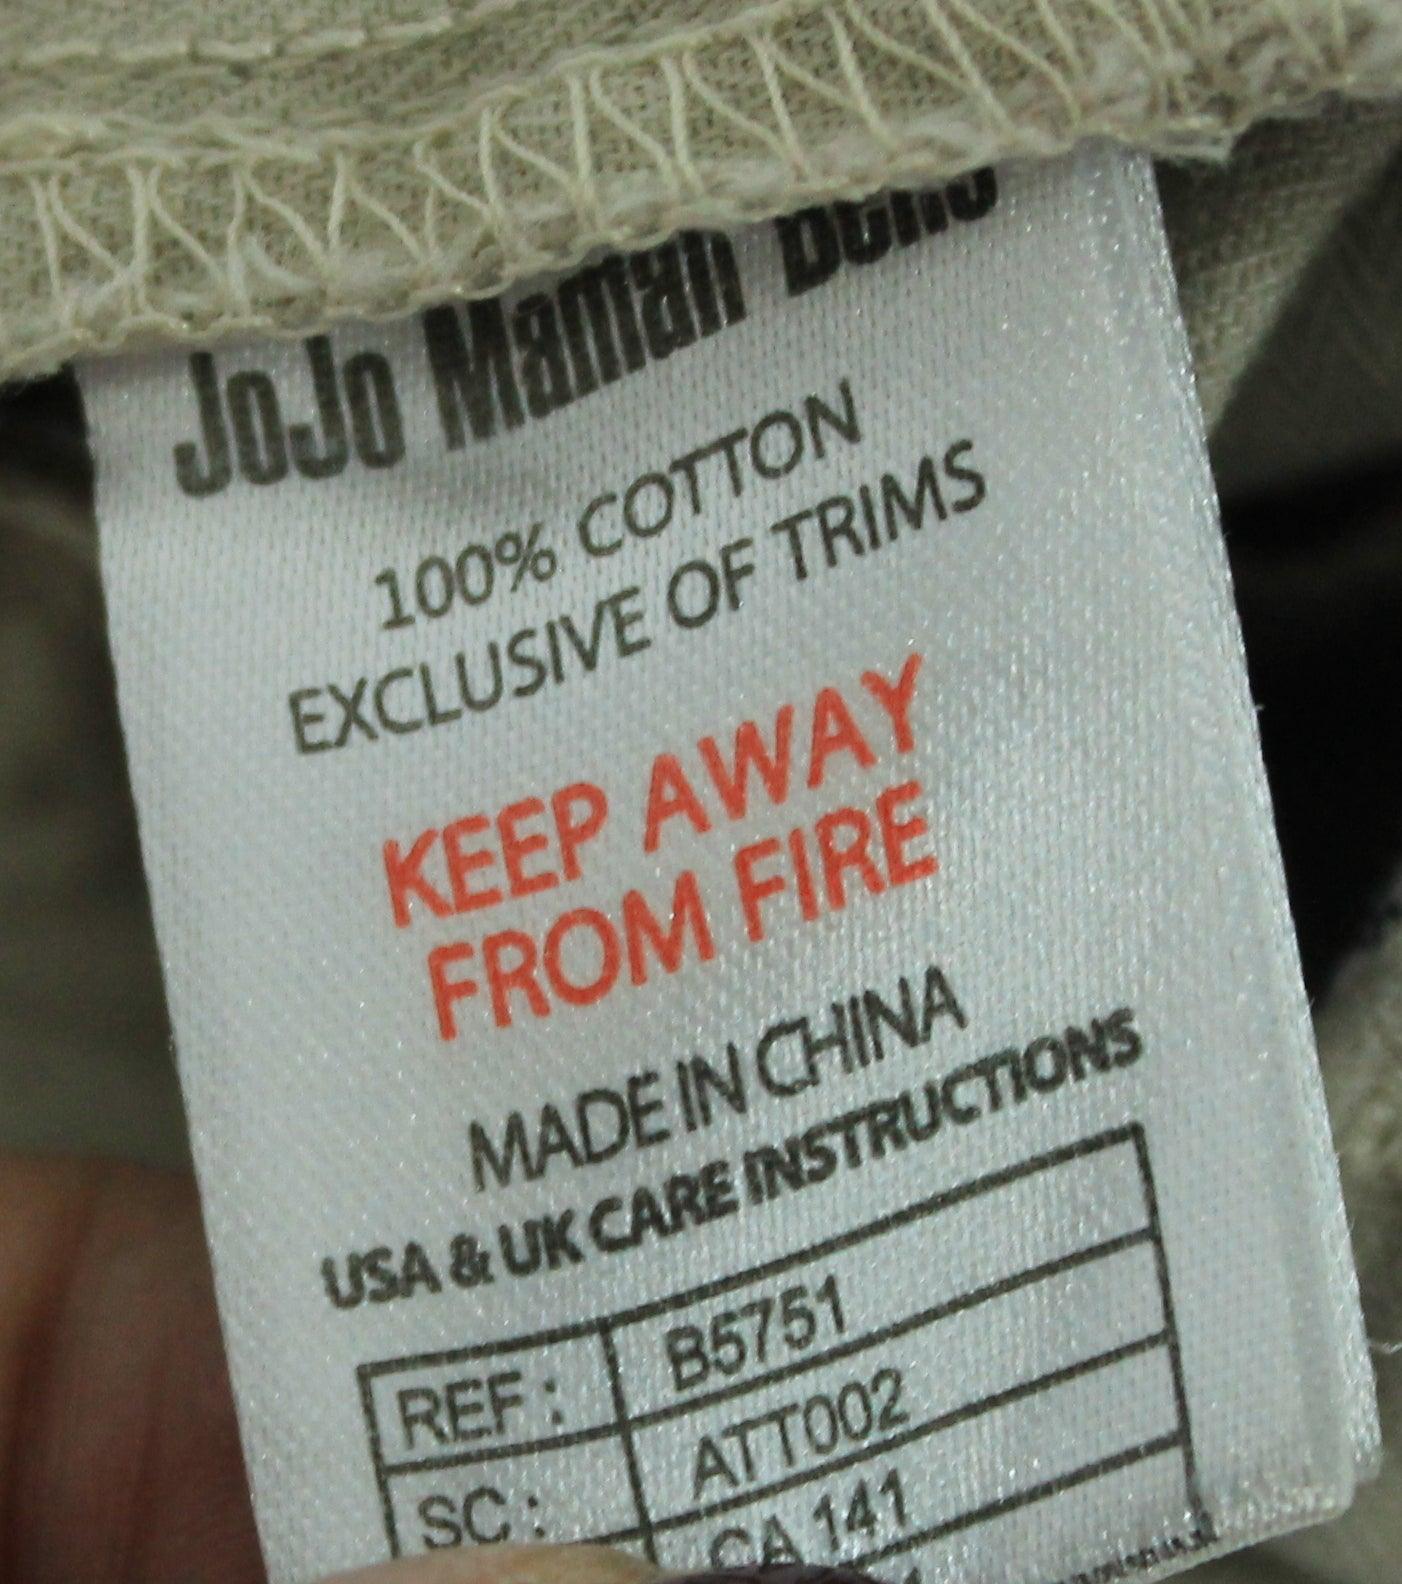 JoJo Maman Bébé
100% COTTON
EXCLUSIVE OF TRIMS
KEEP AWAY
FROM FIRE
MADE IN CHINA
USA & UK CARE INSTRUCTIONS
REF: B5751
SC: ATT002
CA 141